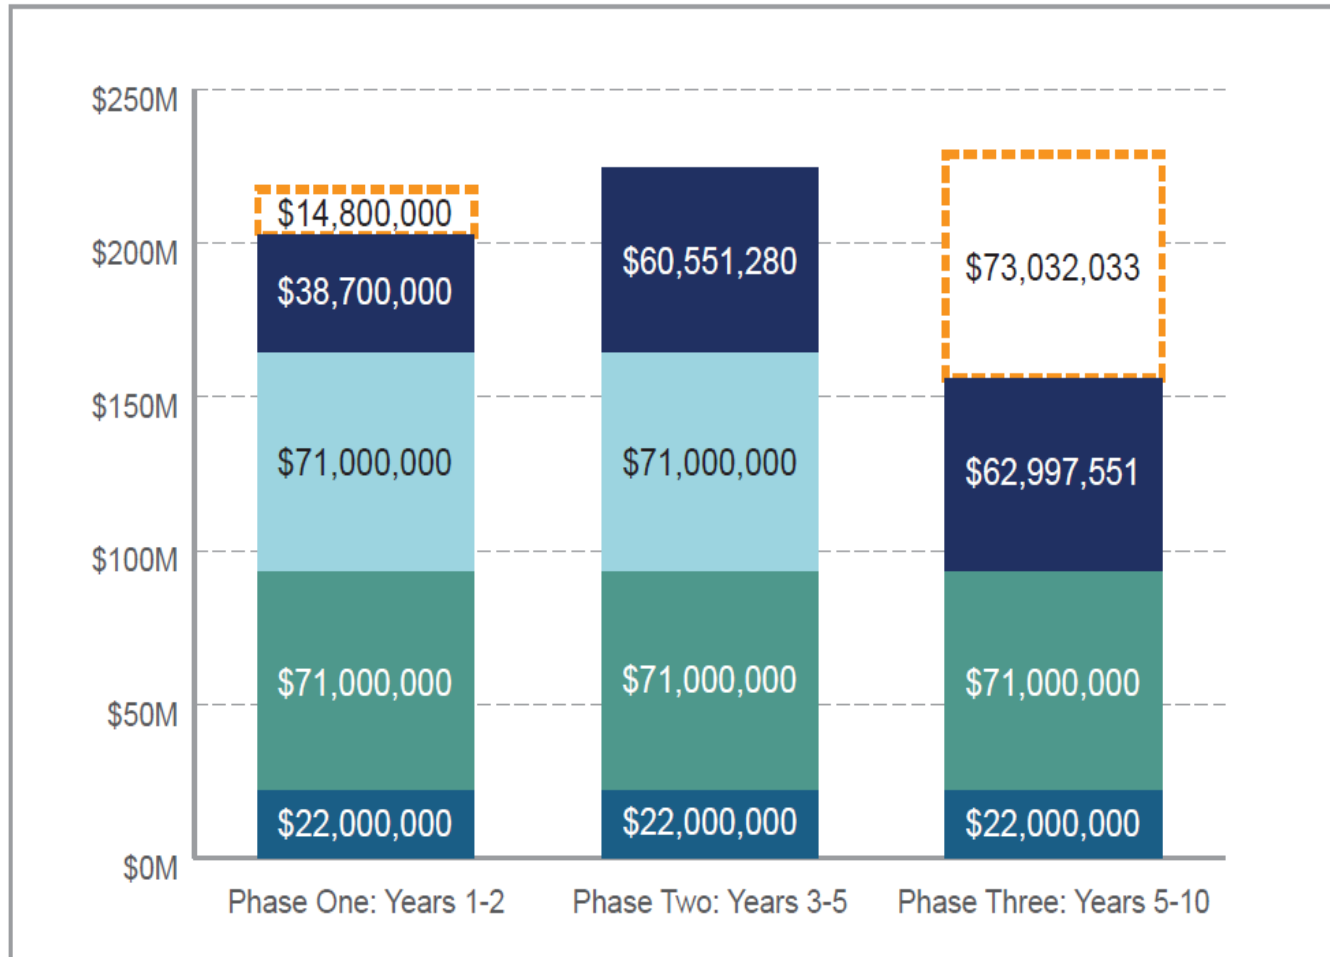 $250M
$14,800,000
$200M
$38,700,000
$60,551,280
$73,032,033
$150M
$71,000,000
$71,000,000
$62,997,551
$100M
$71,000,000
$71,000,000
$71,000,000
$50M
$22,000,000
$22,000,000
$22,000,000
$0M
Phase One: Years 1-2
Phase Two: Years 3-5
Phase Three: Years 5-10